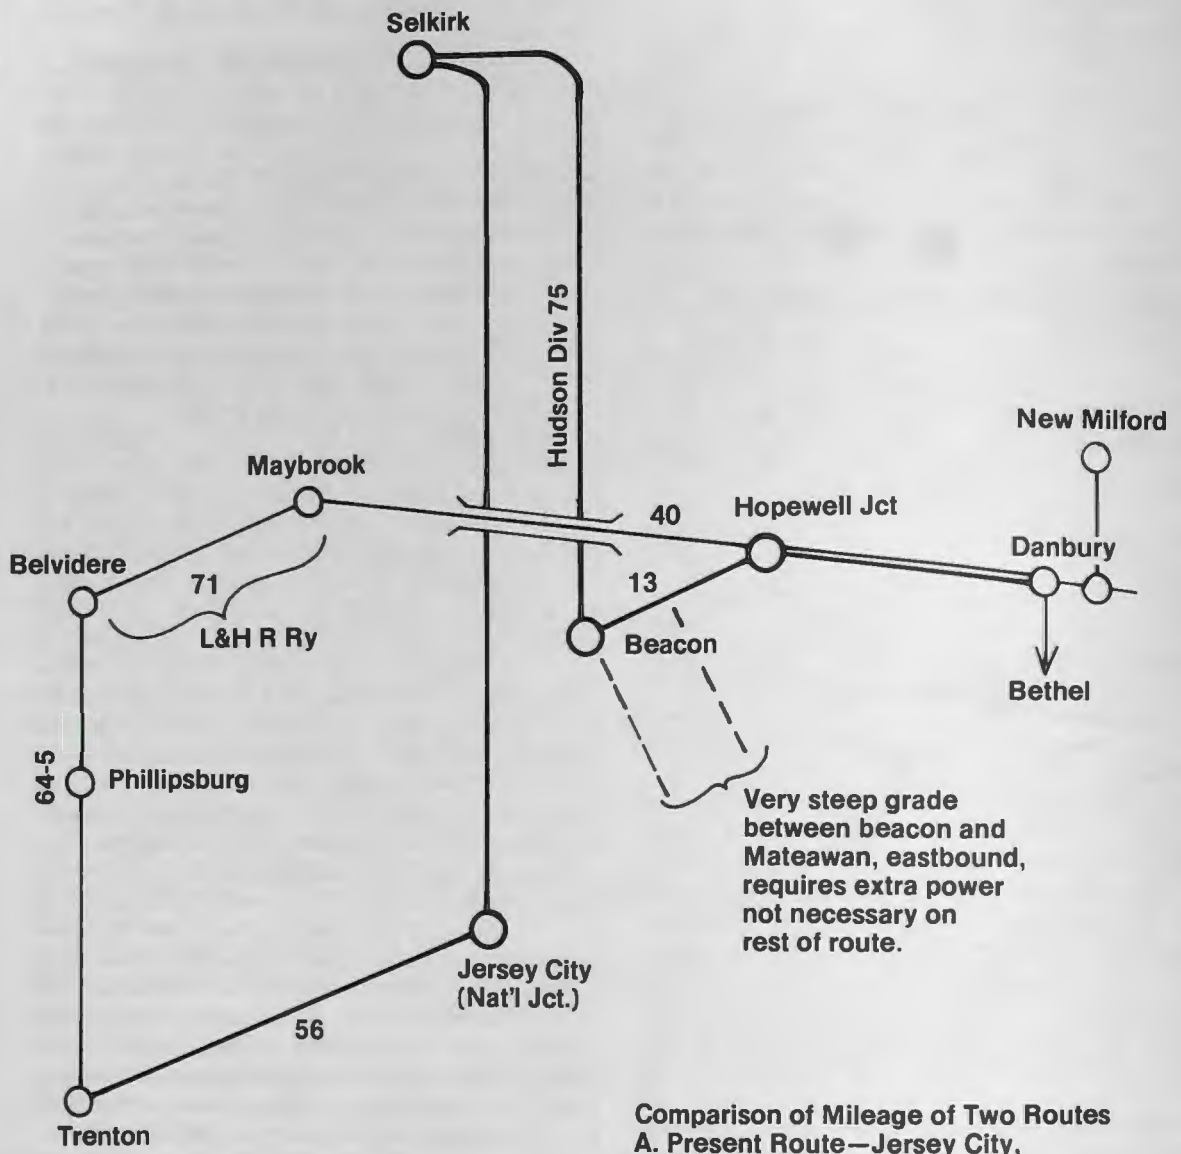 Selkirk
Hudson Div 75
New Milford
Maybrook
40
Hopewell Jct
Danbury
Belvidere
71
L&H R Ry
13
Beacon
Bethel
64-5
Phillipsburg
Very steep grade
between beacon and
Mateawan, eastbound,
requires extra power
not necessary on
rest of route.
Jersey City
(Nat'l Jct.)
56
Trenton
Comparison of Mileage of Two Routes
A. Present Route—Jersey City,